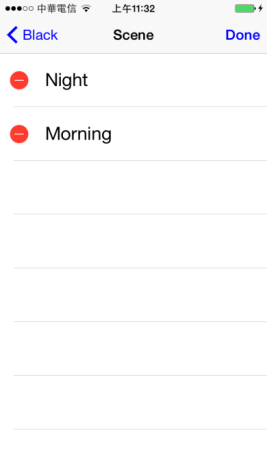 中華電信 上午11:32
Black Scene Done
Night
Morning